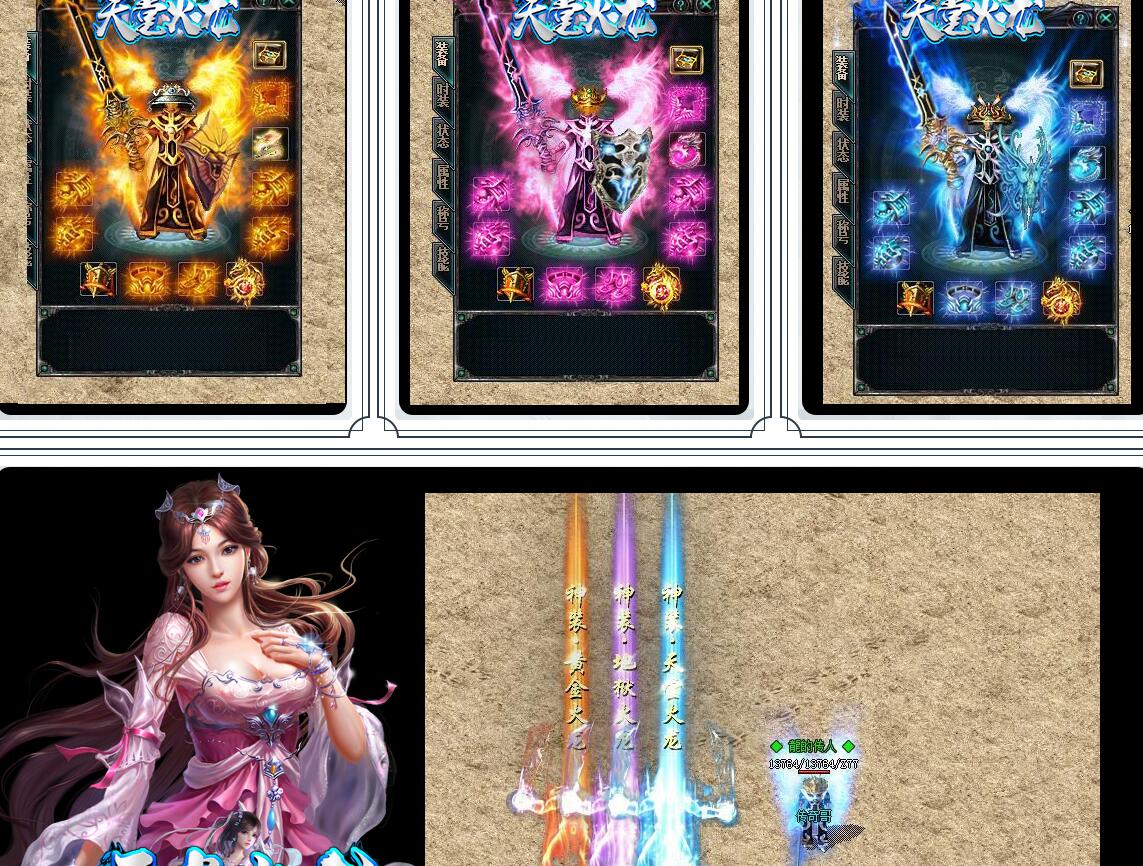 天堂火龙
天堂火龙
天堂火龙
装备
时装
状态
属性
称号
技能
装备
时装
状态
属性
称号
技能
神装·黄金火龙
神装·地狱火龙
神装·天堂火龙
龍的传人
13764/13764/Z77
传奇哥